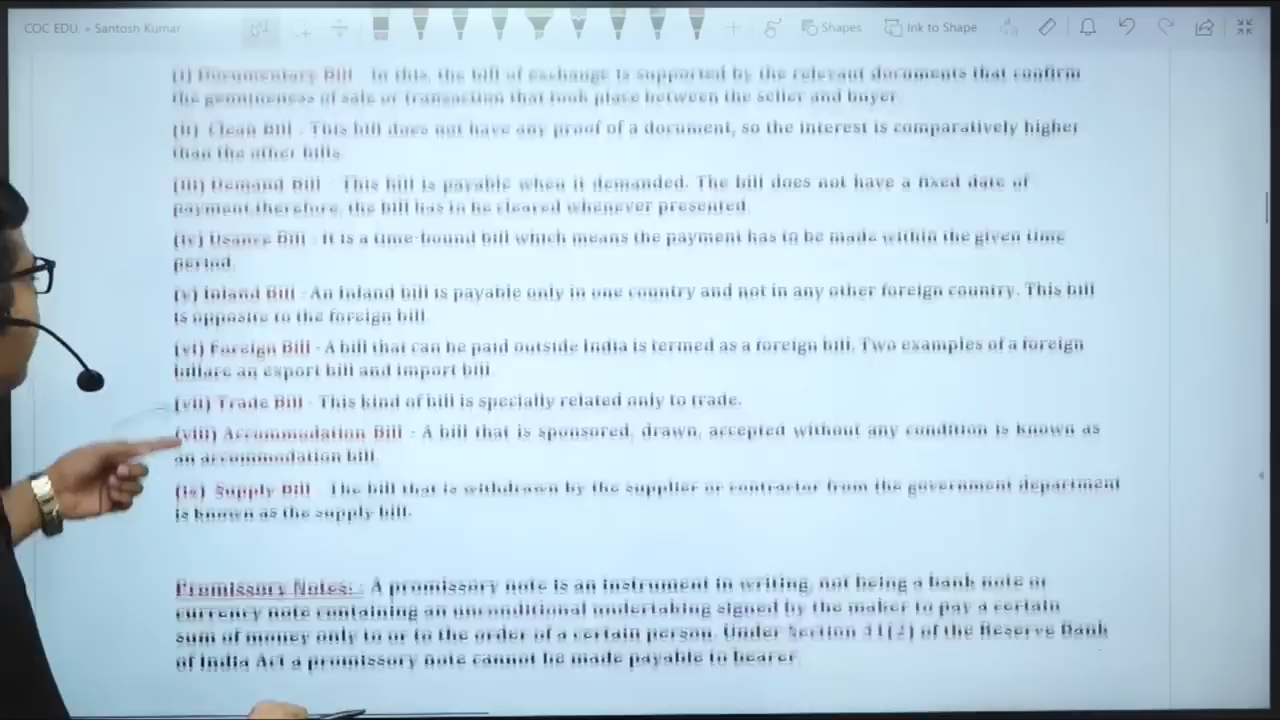 COC EDU. » Santosh Kumar
Shapes
Ink to Shape
(i) Documentary Bill - In this, the bill of exchange is supported by the relevant documents that confirm
the genuineness of sale or transaction that took place between the seller and buyer.
(ii) Clean Bill - This bill does not have any proof of a document, so the interest is comparatively higher
than the other bills.
(iii) Demand Bill - This bill is payable when it demanded. The bill does not have a fixed date of
payment therefore, the bill has to be cleared whenever presented.
(iv) Usance Bill - It is a time-bound bill which means the payment has to be made within the given time
period.
(v) Inland Bill - An Inland bill is payable only in one country and not in any other foreign country. This bill
is opposite to the foreign bill.
(vi) Foreign Bill - A bill that can be paid outside India is termed as a foreign bill. Two examples of a foreign
billare an export bill and import bill.
(vii) Trade Bill - This kind of bill is specially related only to trade.
(viii) Accommodation Bill - A bill that is sponsored, drawn, accepted without any condition is known as
an accommodation bill.
(ix) Supply Bill - The bill that is withdrawn by the supplier or contractor from the government department
is known as the supply bill.
Promissory Notes: - A promissory note is an instrument in writing, not being a bank note or
currency note containing an unconditional undertaking signed by the maker to pay a certain
sum of money only to or to the order of a certain person. Under Section 31(2) of the Reserve Bank
of India Act a promissory note cannot be made payable to bearer.